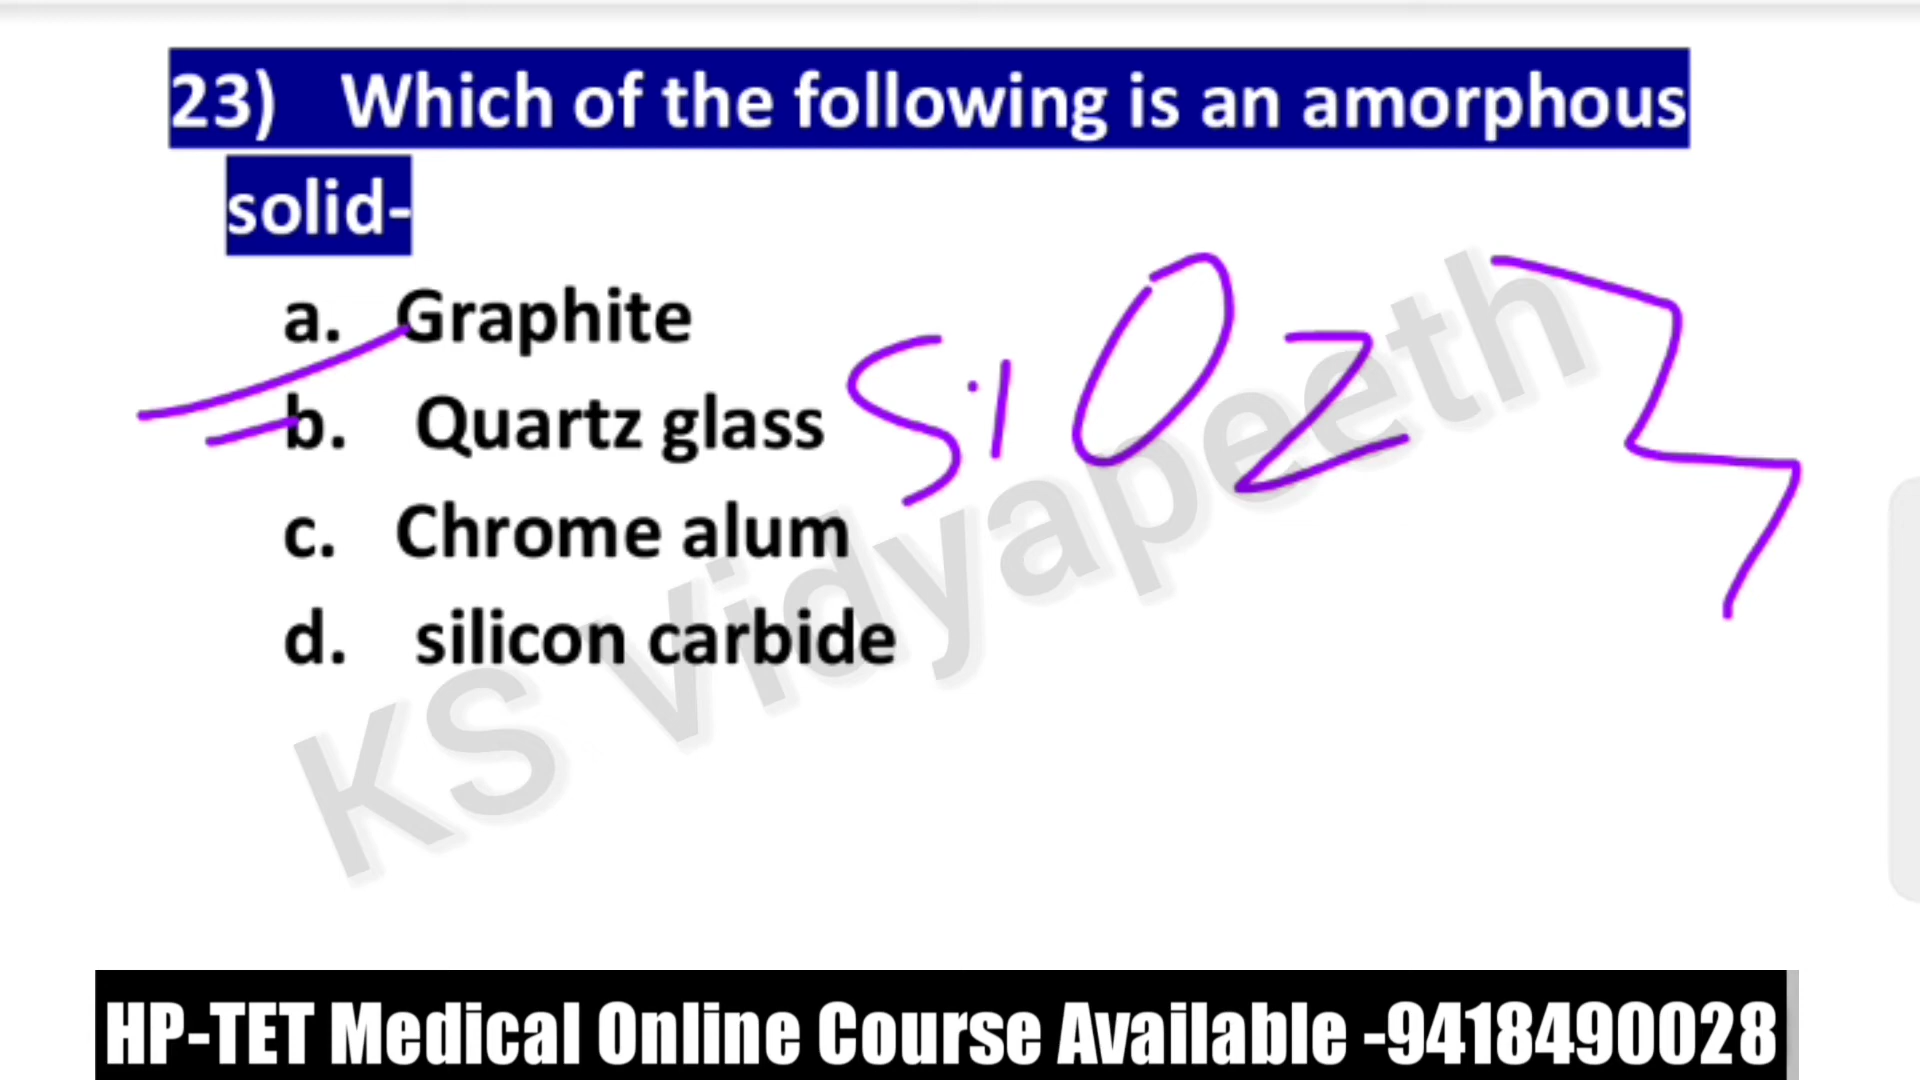 23) Which of the following is an amorphous
solid-
a. Graphite
b. Quartz glass
SiO2
c. Chrome alum
d. silicon carbide
KS Vidyapeeth
HP-TET Medical Online Course Available -9418490028